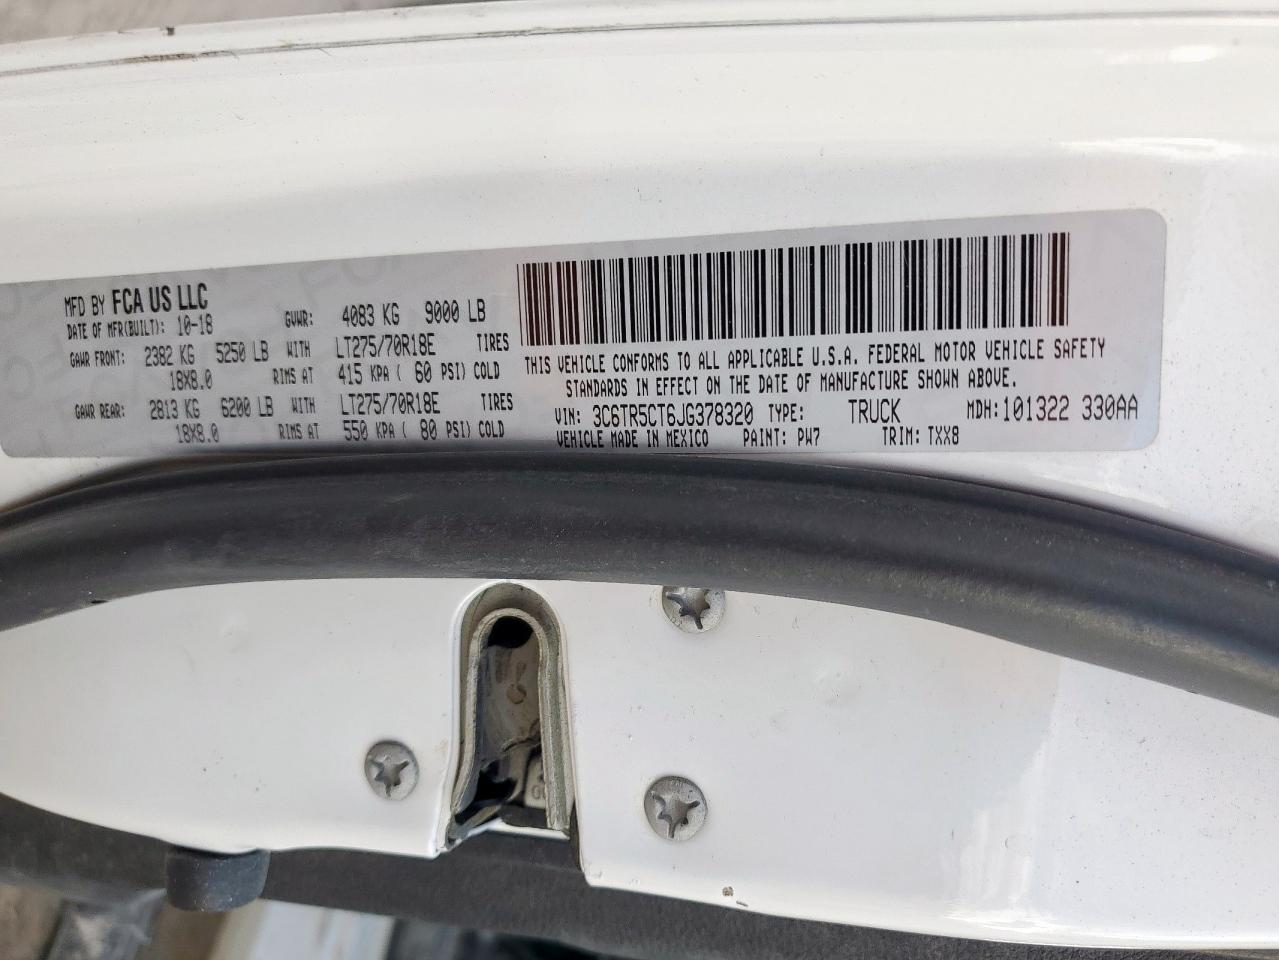 MFD BY FCA US LLC
DATE OF MFR(BUILT): 10-18 GVWR: 4083 KG 9000 LB
GAWR FRONT: 2382 KG 5250 LB WITH LT275/70R18E TIRES
18X8.0 RIMS AT 415 KPA ( 60 PSI) COLD
GAWR REAR: 2813 KG 6200 LB WITH LT275/70R18E TIRES
18X8.0 RIMS AT 550 KPA ( 80 PSI) COLD
THIS VEHICLE CONFORMS TO ALL APPLICABLE U.S.A. FEDERAL MOTOR VEHICLE SAFETY
STANDARDS IN EFFECT ON THE DATE OF MANUFACTURE SHOWN ABOVE.
VIN: 3C6TR5CT6JG378320 TYPE: TRUCK MDH:101322 330AA
VEHICLE MADE IN MEXICO PAINT: PW7 TRIM: TXX8